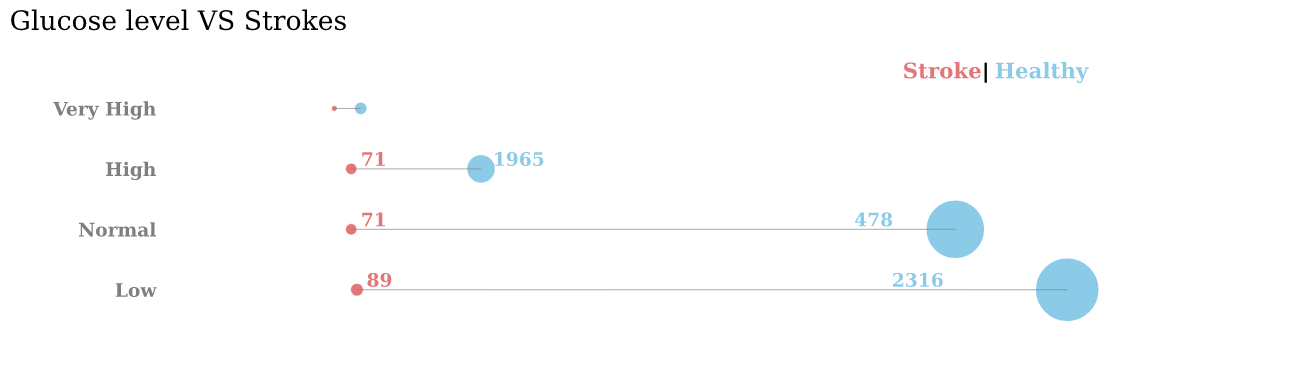 Glucose level VS Strokes
Stroke| Healthy
Very High
High 71 1965
Normal 71 478
Low 89 2316